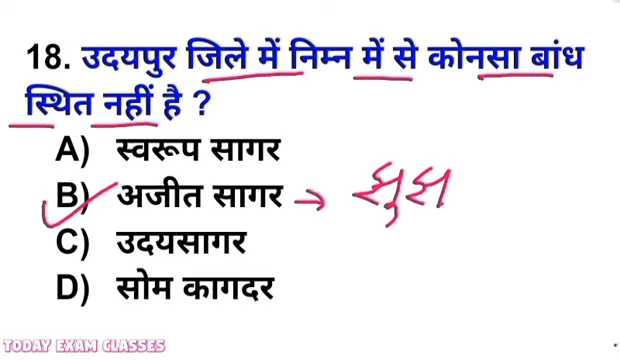 18. उदयपुर जिले में निम्न में से कोनसा बांध
स्थित नहीं है ?
A) स्वरूप सागर
B) अजीत सागर →
C) उदयसागर
D) सोम कागदर
TODAY EXAM CLASSES